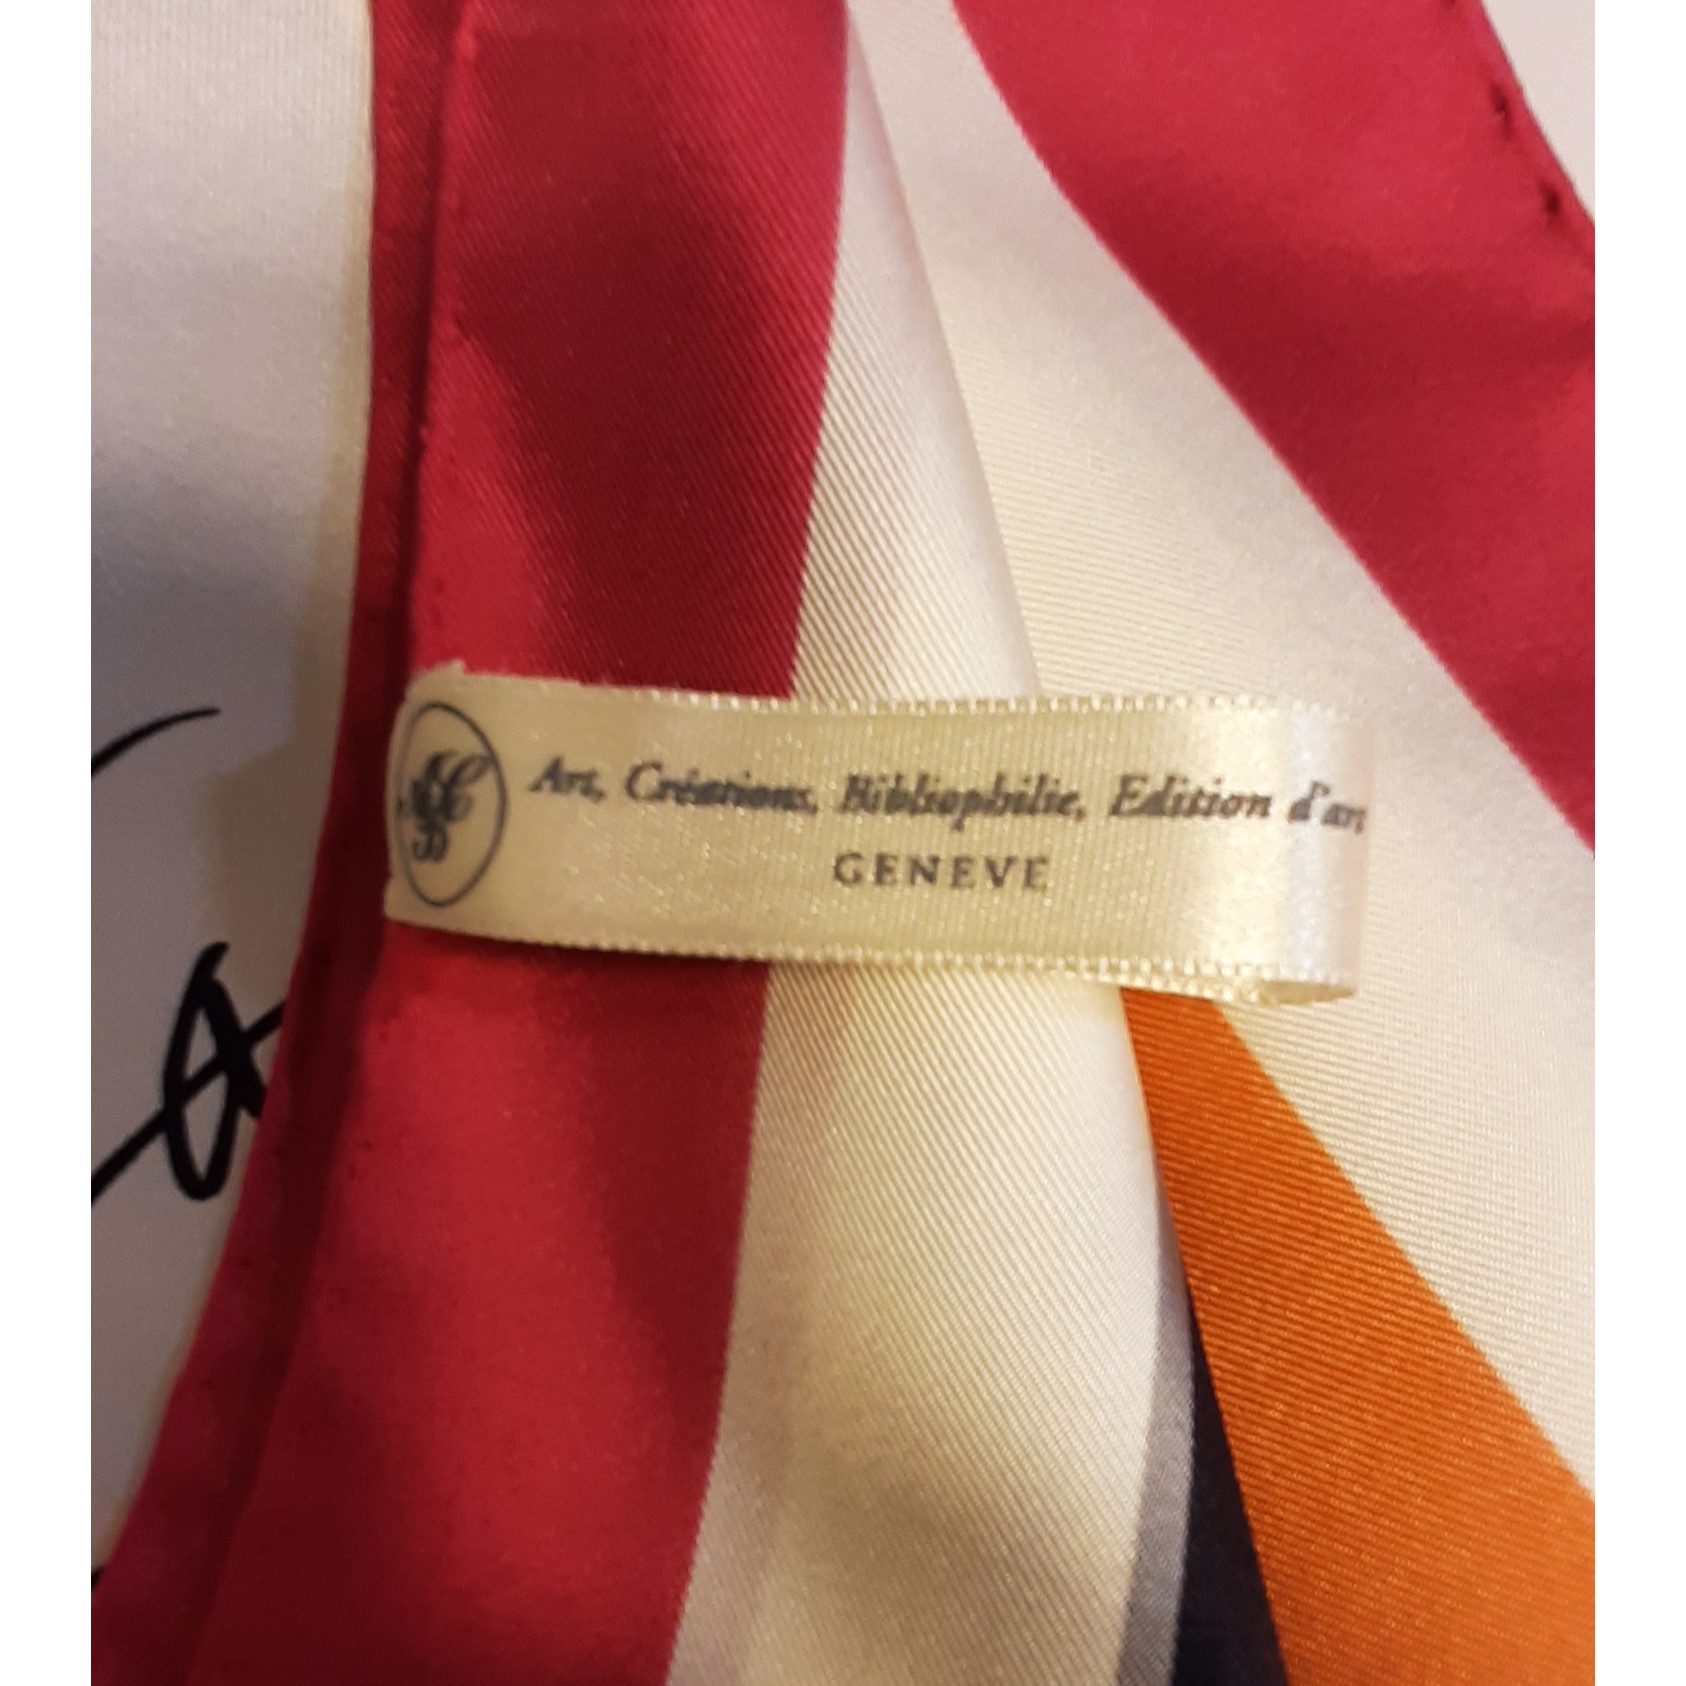 Art, Créations, Bibliophilie, Edition d'art
GENEVE